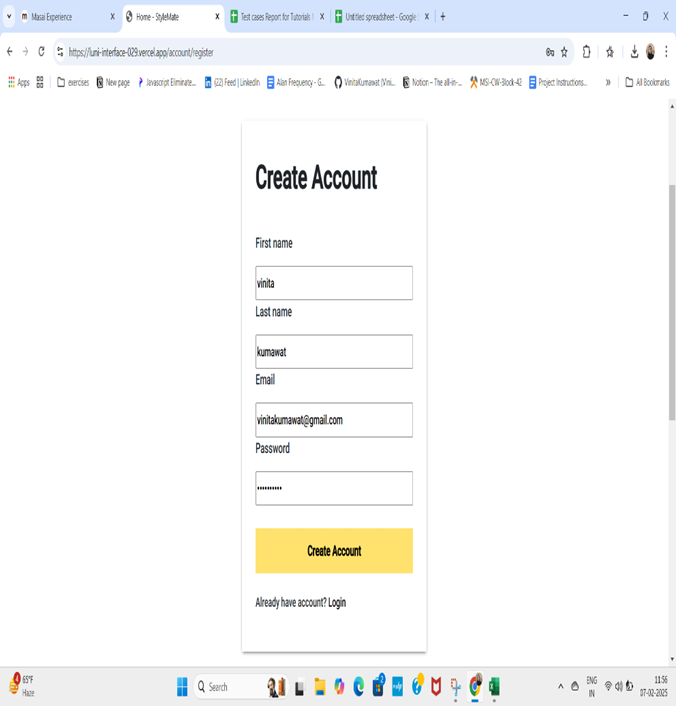 Masai Experience
Home - StyleMate
Test cases Report for Tutorials
Untitled spreadsheet - Google
https://luni-interface-029.vercel.app/account/register
Apps
exercises
New page
Javascript Eliminate...
(22) Feed | LinkedIn
Alan Frequency - G...
VinitaKumawat (Vini...
Notion – The all-in-...
MSI-CW-Block-42
Project Instructions...
»
All Bookmarks
Create Account
First name
vinita
Last name
kumawat
Email
vinitakumawat@gmail.com
Password
••••••••••
Create Account
Already have account? Login
4
65°F
Haze
Search
2
ENG
IN
11:56
07-02-2025